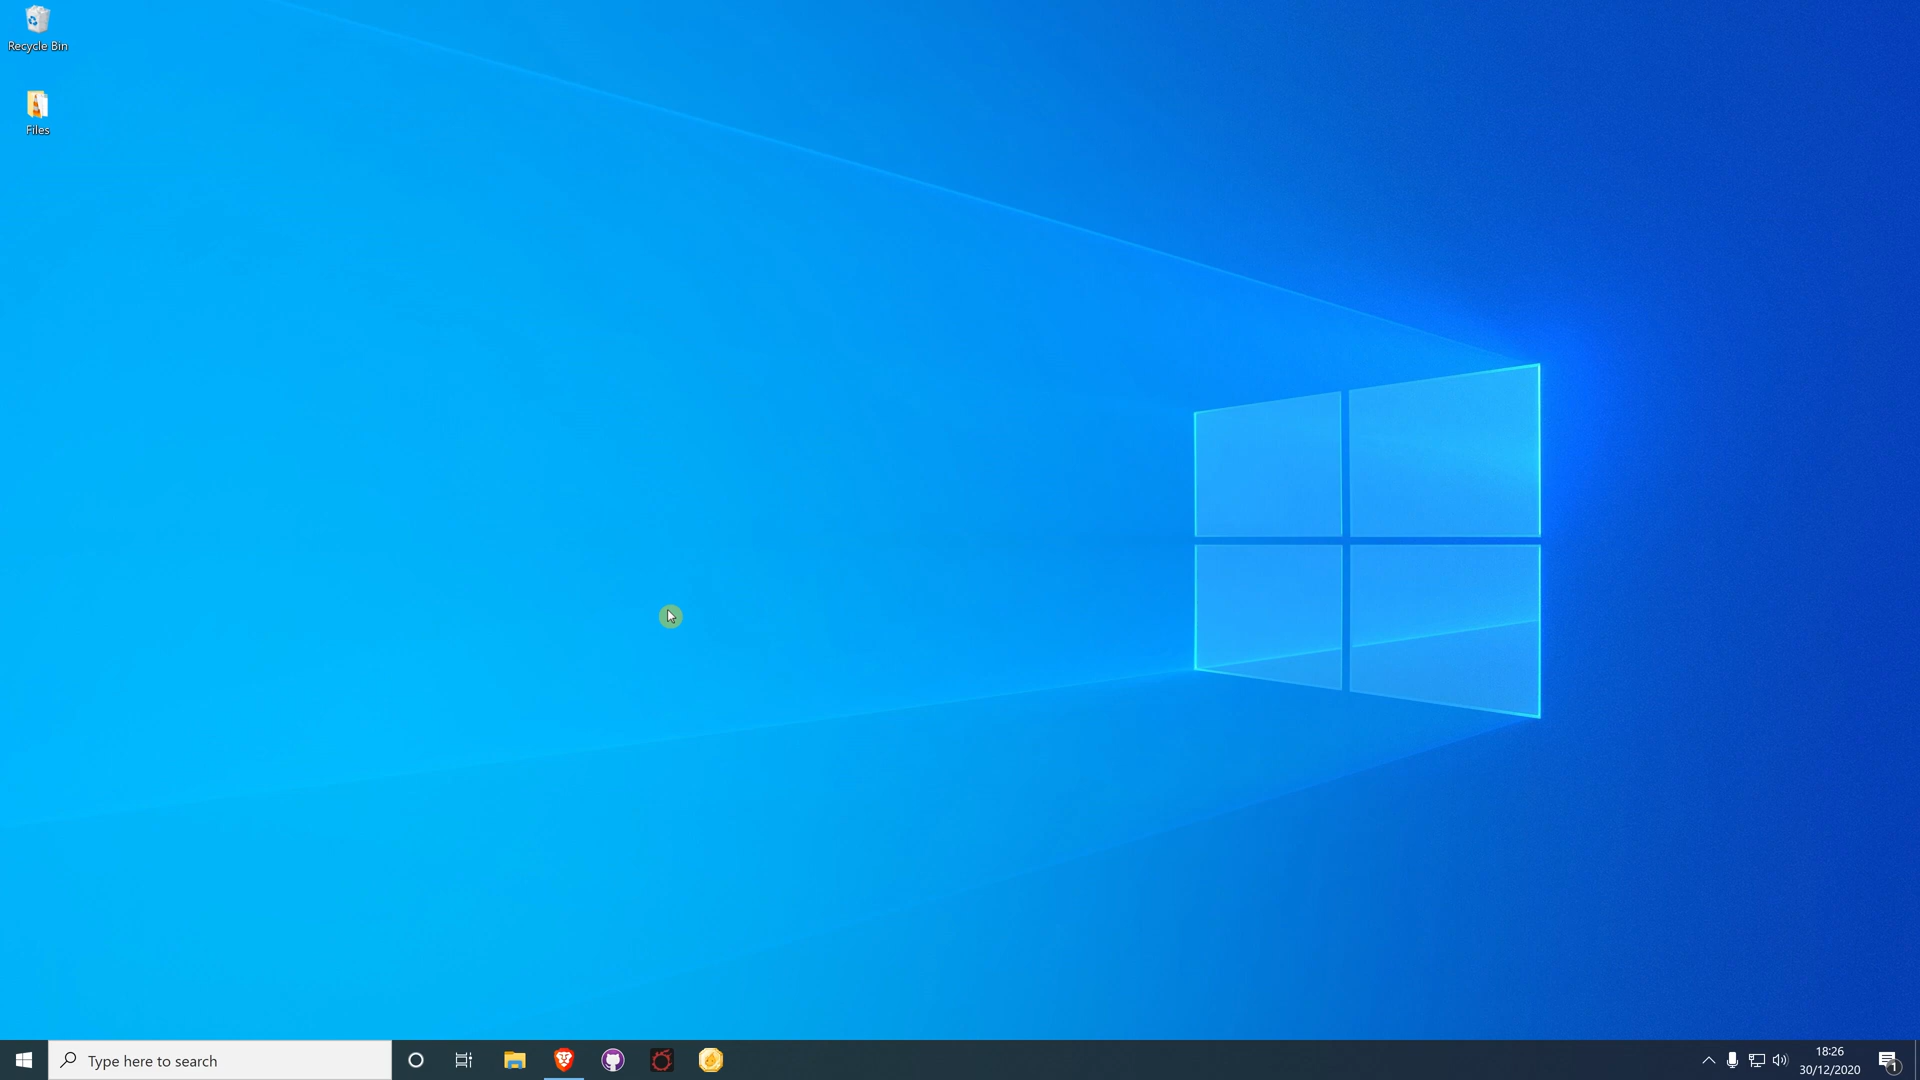 Recycle Bin
Files
Type here to search
18:26
30/12/2020
1